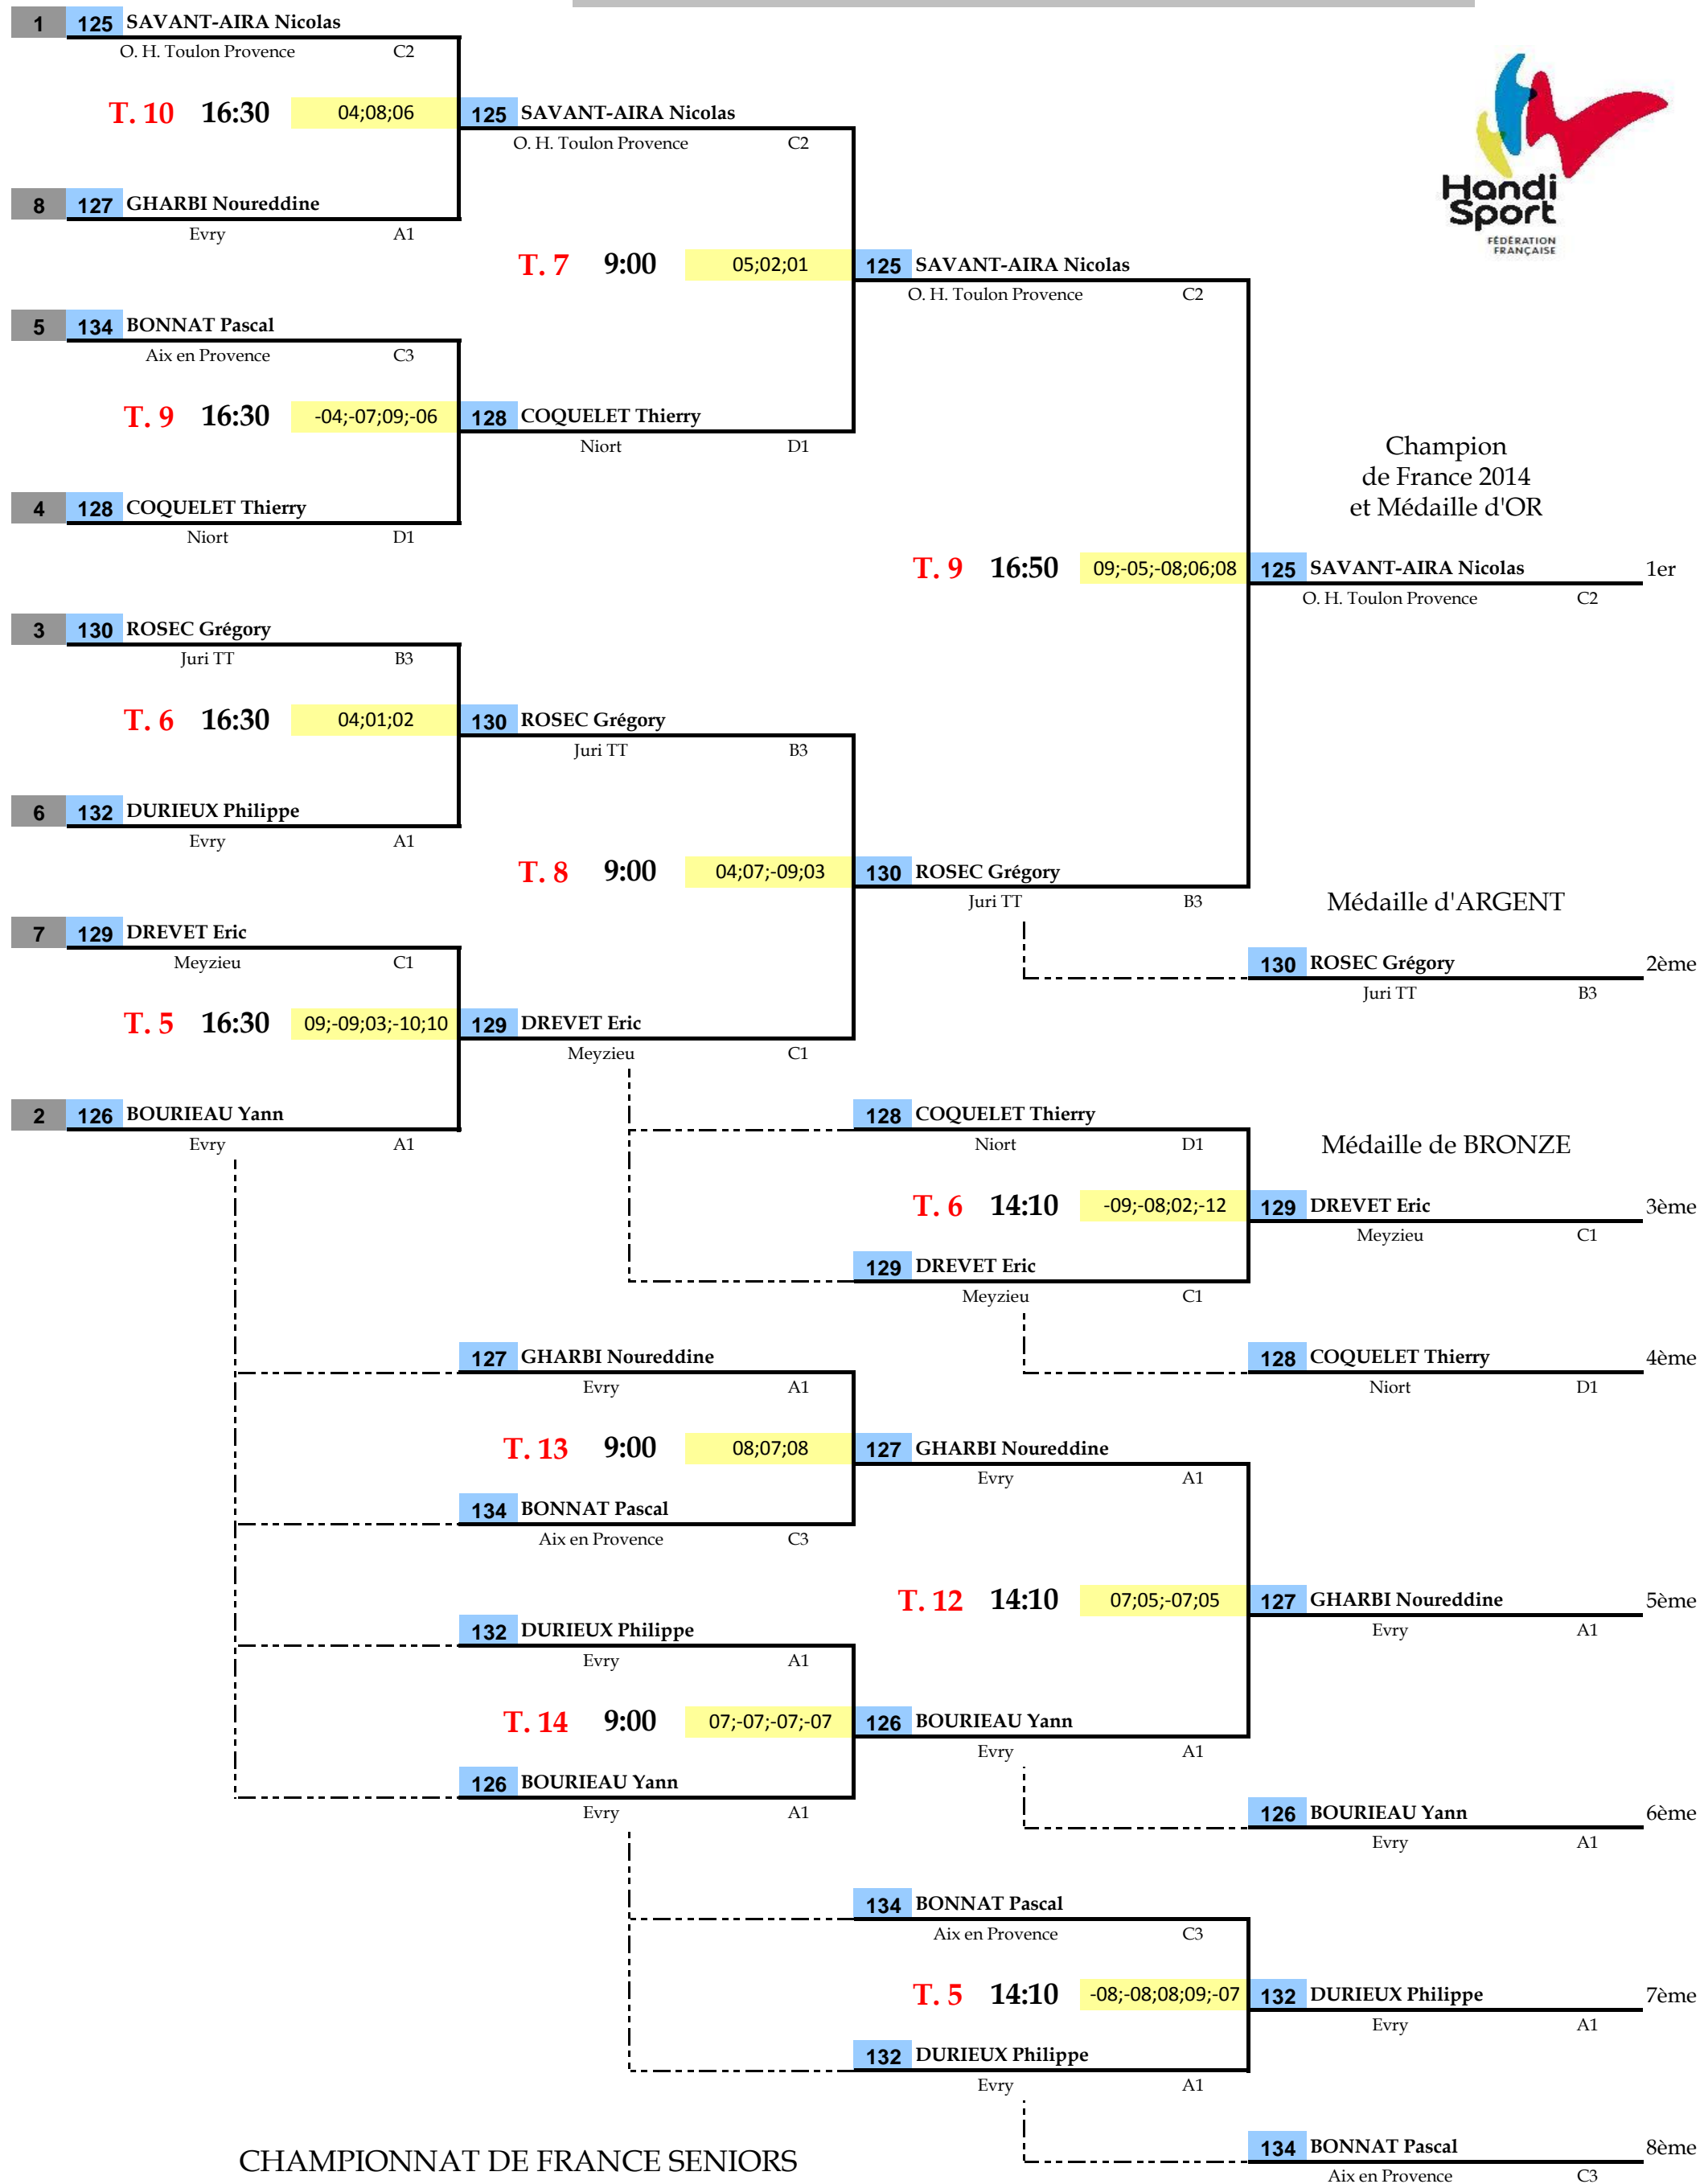 1 125 SAVANT-AIRA Nicolas
O. H. Toulon Provence C2
T. 10 16:30 04;08;06 125 SAVANT-AIRA Nicolas
O. H. Toulon Provence C2
Handi
Sport
FÉDÉRATION
FRANÇAISE
8 127 GHARBI Noureddine
Evry A1
T. 7 9:00 05;02;01 125 SAVANT-AIRA Nicolas
O. H. Toulon Provence C2
5 134 BONNAT Pascal
Aix en Provence C3
T. 9 16:30 -04;-07;09;-06 128 COQUELET Thierry
Niort D1
Champion
de France 2014
et Médaille d'OR
4 128 COQUELET Thierry
Niort D1
T. 9 16:50 09;-05;-08;06;08 125 SAVANT-AIRA Nicolas 1er
O. H. Toulon Provence C2
3 130 ROSEC Grégory
Juri TT B3
T. 6 16:30 04;01;02 130 ROSEC Grégory
Juri TT B3
6 132 DURIEUX Philippe
Evry A1
T. 8 9:00 04;07;-09;03 130 ROSEC Grégory
Juri TT B3
Médaille d'ARGENT
7 129 DREVET Eric
Meyzieu C1
130 ROSEC Grégory 2ème
Juri TT B3
T. 5 16:30 09;-09;03;-10;10 129 DREVET Eric
Meyzieu C1
2 126 BOURIEAU Yann
Evry A1
128 COQUELET Thierry
Niort D1
Médaille de BRONZE
T. 6 14:10 -09;-08;02;-12 129 DREVET Eric 3ème
Meyzieu C1
129 DREVET Eric
Meyzieu C1
127 GHARBI Noureddine
Evry A1
128 COQUELET Thierry 4ème
Niort D1
T. 13 9:00 08;07;08 127 GHARBI Noureddine
Evry A1
134 BONNAT Pascal
Aix en Provence C3
T. 12 14:10 07;05;-07;05 127 GHARBI Noureddine 5ème
Evry A1
132 DURIEUX Philippe
Evry A1
T. 14 9:00 07;-07;-07;-07 126 BOURIEAU Yann
Evry A1
126 BOURIEAU Yann
Evry A1
126 BOURIEAU Yann 6ème
Evry A1
134 BONNAT Pascal
Aix en Provence C3
T. 5 14:10 -08;-08;08;09;-07 132 DURIEUX Philippe 7ème
Evry A1
132 DURIEUX Philippe
Evry A1
134 BONNAT Pascal 8ème
Aix en Provence C3
CHAMPIONNAT DE FRANCE SENIORS